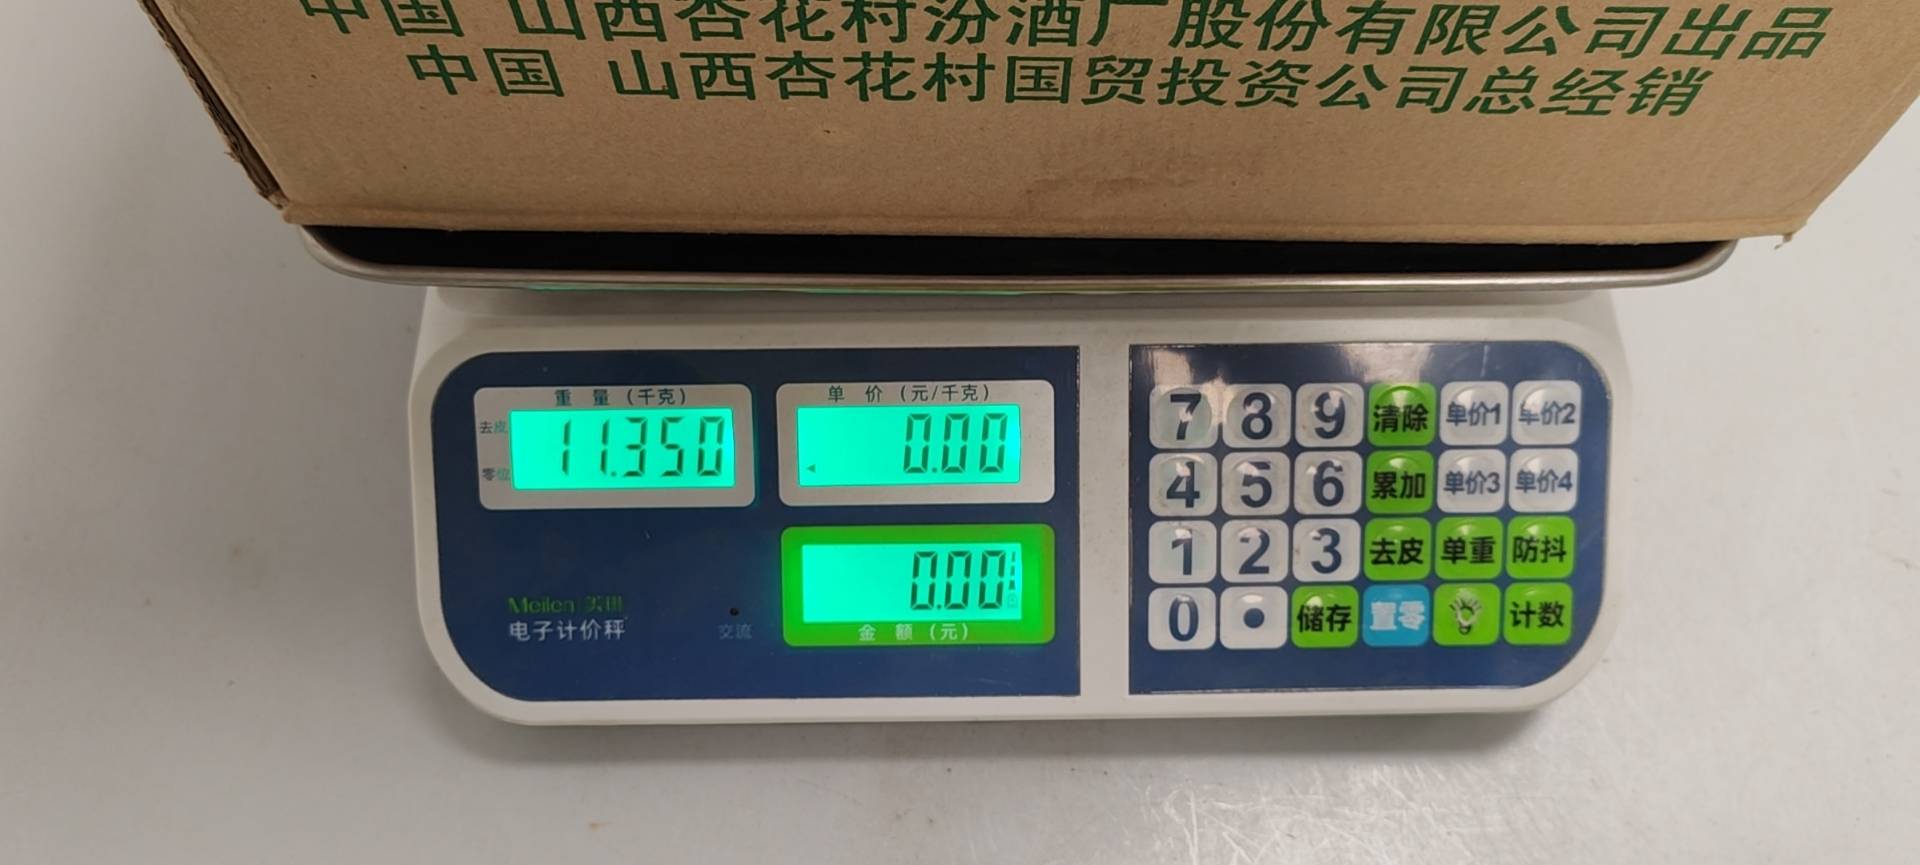 中国 山西杏花村汾酒厂股份有限公司出品
中国 山西杏花村国贸投资公司总经销
重 量 (千克)
去皮
零位
11.350
单 价 (元/千克)
0.00
0.00
金 额 (元)
Meilen 美国
电子计价秤
交流
7 8 9 清除 单价1 单价2
4 5 6 累加 单价3 单价4
1 2 3 去皮 单重 防抖
0 . 储存 置零 计数